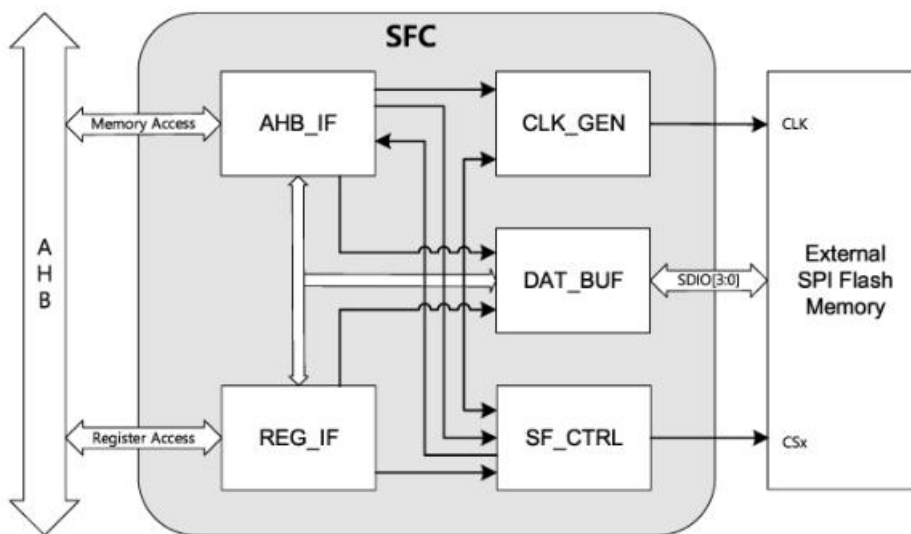 SFC
Memory Access
AHB_IF
CLK_GEN
CLK
A
H
B
DAT_BUF
SDIO[3:0]
External
SPI Flash
Memory
Register Access
REG_IF
SF_CTRL
CSx